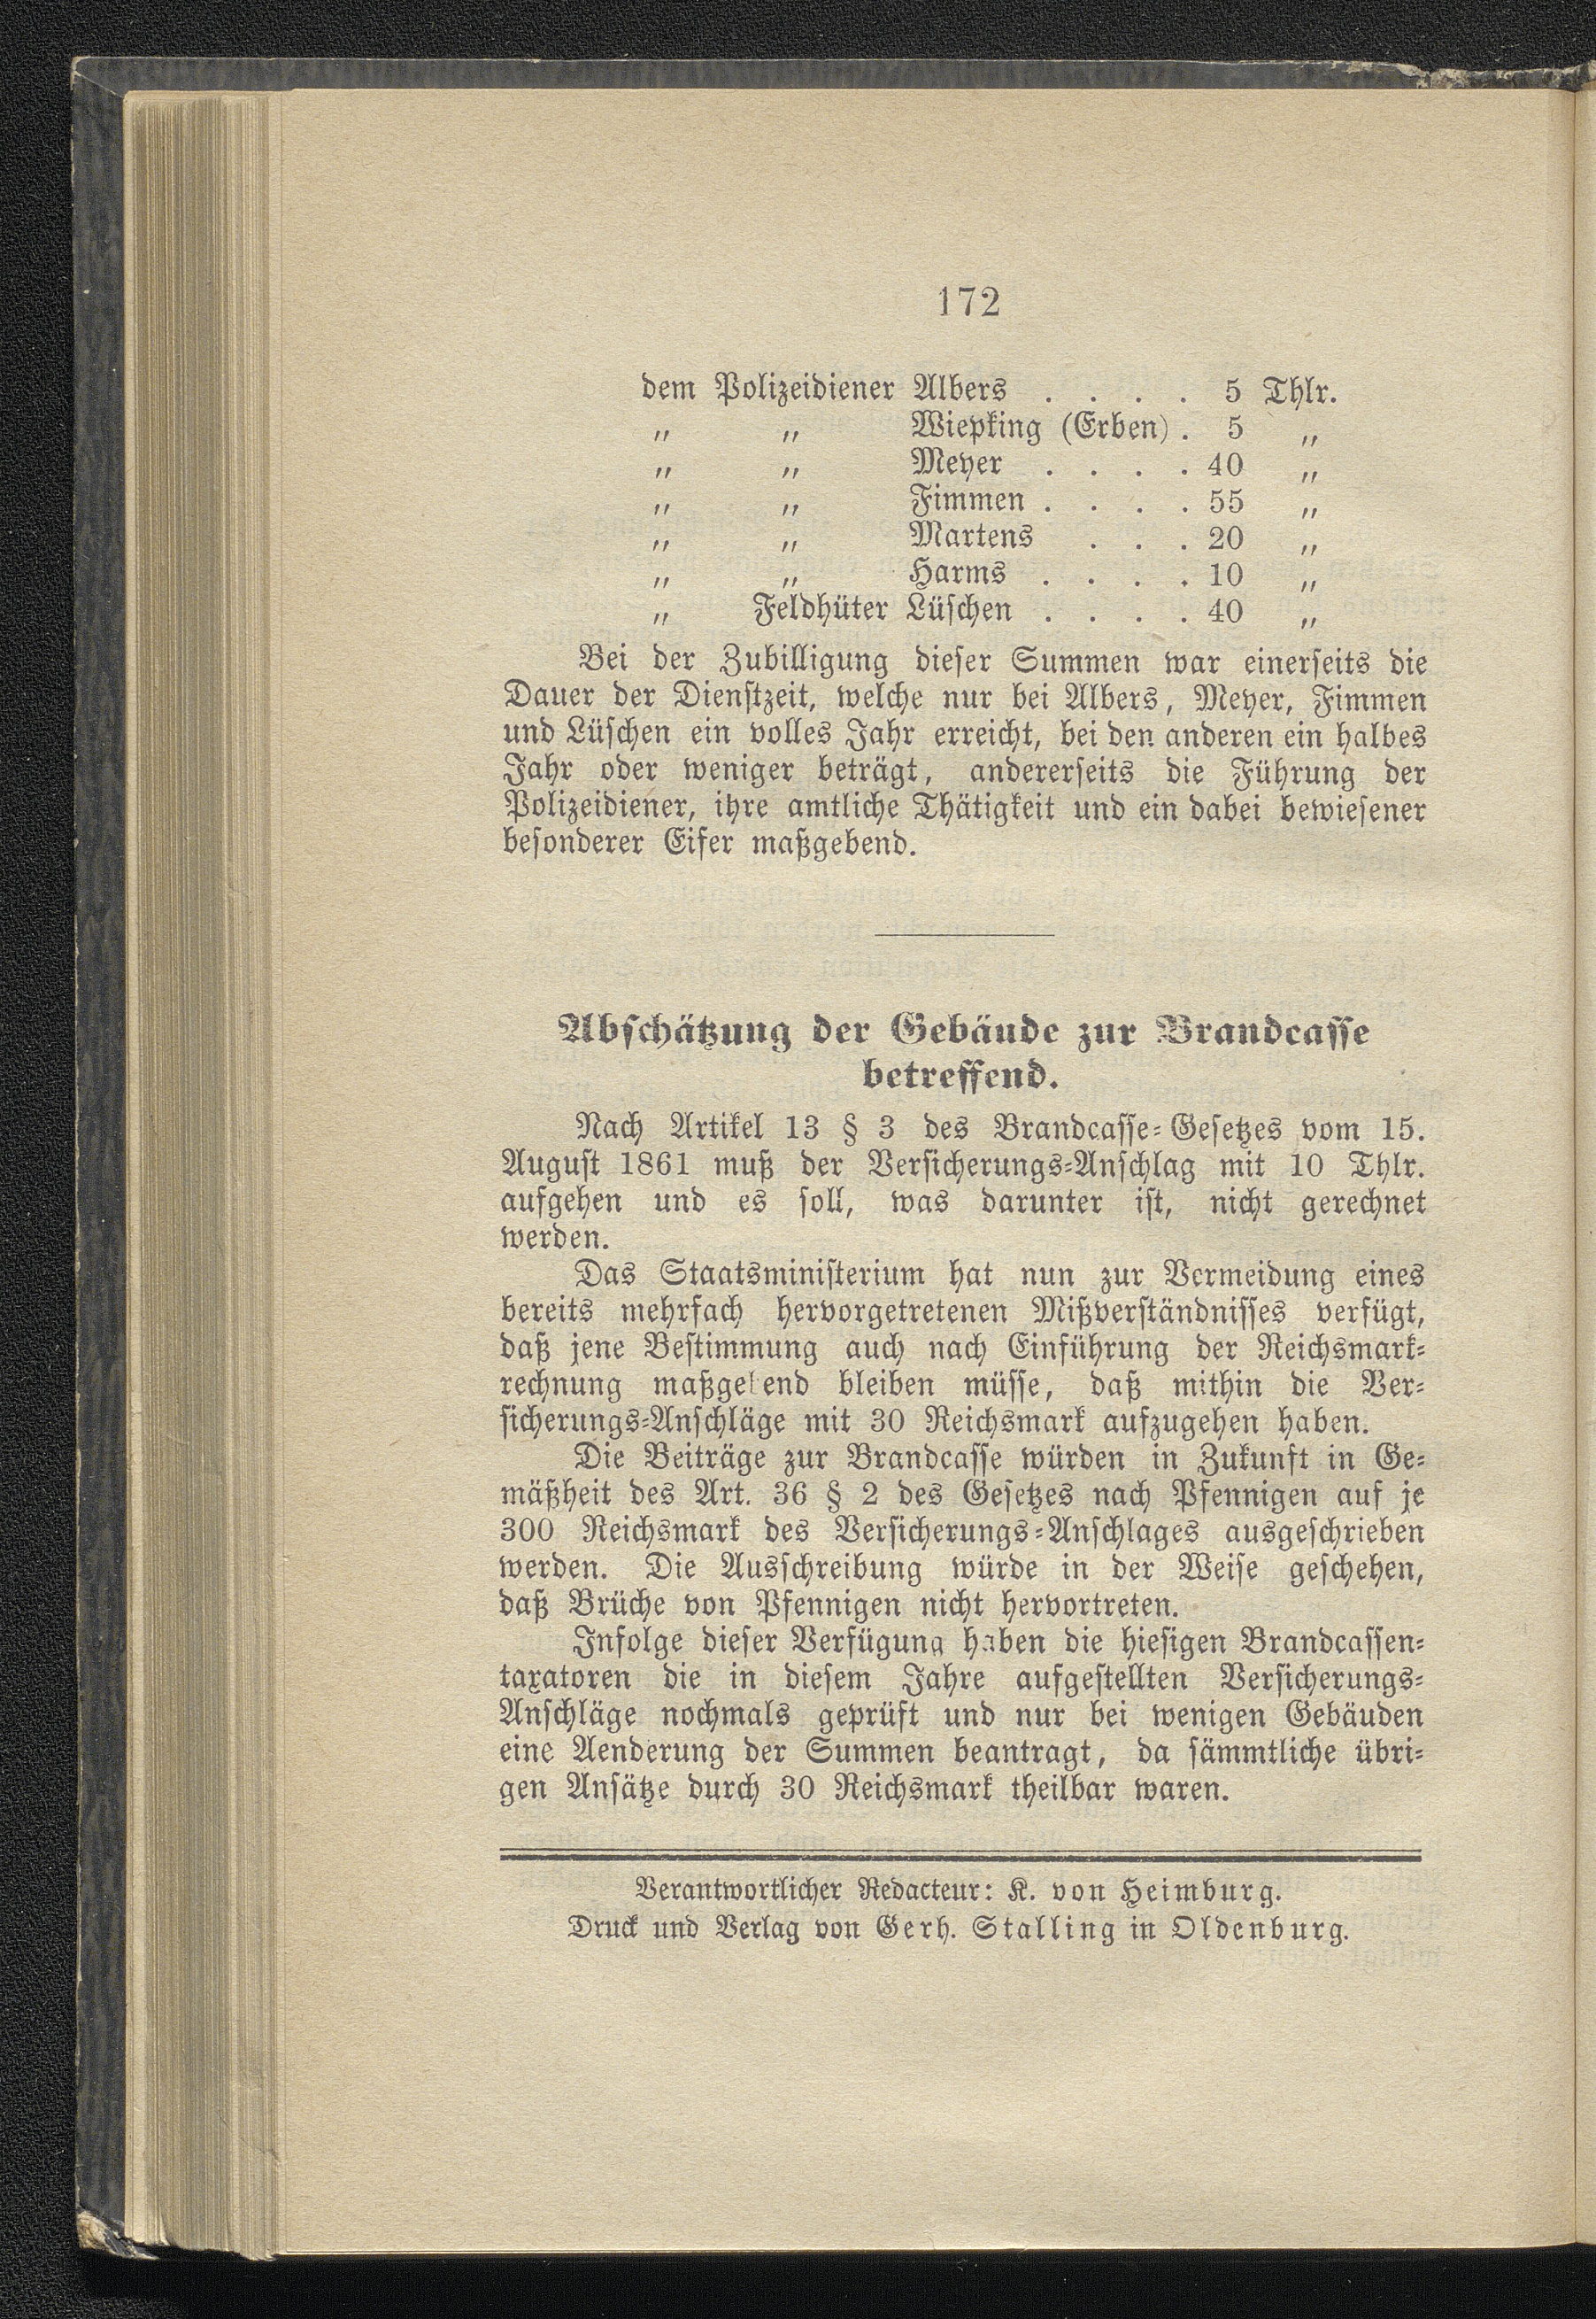 172
dem Polizeidiener Albers . . . . 5 Thlr.
„ „ Wiepking (Erben) . 5 „
„ „ Meyer . . . . 40 „
„ „ Fimmen . . . . 55 „
„ „ Martens . . . 20 „
„ „ Harms . . . . 10 „
„ Feldhüter Lüschen . . . . 40 „
Bei der Zubilligung dieser Summen war einerseits die
Dauer der Dienstzeit, welche nur bei Albers, Meyer, Fimmen
und Lüschen ein volles Jahr erreicht, bei den anderen ein halbes
Jahr oder weniger beträgt, andererseits die Führung der
Polizeidiener, ihre amtliche Thätigkeit und ein dabei bewiesener
besonderer Eifer maßgebend.
Abschätzung der Gebäude zur Brandcasse
betreffend.
Nach Artikel 13 § 3 des Brandcasse-Gesetzes vom 15.
August 1861 muß der Versicherungs-Anschlag mit 10 Thlr.
aufgehen und es soll, was darunter ist, nicht gerechnet
werden.
Das Staatsministerium hat nun zur Vermeidung eines
bereits mehrfach hervorgetretenen Mißverständnisses verfügt,
daß jene Bestimmung auch nach Einführung der Reichsmark-
rechnung maßgebend bleiben müsse, daß mithin die Ver-
sicherungs-Anschläge mit 30 Reichsmark aufzugehen haben.
Die Beiträge zur Brandcasse würden in Zukunft in Ge-
mäßheit des Art. 36 § 2 des Gesetzes nach Pfennigen auf je
300 Reichsmark des Versicherungs-Anschlages ausgeschrieben
werden. Die Ausschreibung würde in der Weise geschehen,
daß Brüche von Pfennigen nicht hervortreten.
Infolge dieser Verfügung haben die hiesigen Brandcassen-
taxatoren die in diesem Jahre aufgestellten Versicherungs-
Anschläge nochmals geprüft und nur bei wenigen Gebäuden
eine Aenderung der Summen beantragt, da sämmtliche übri-
gen Ansätze durch 30 Reichsmark theilbar waren.
Verantwortlicher Redacteur: K. von Heimburg.
Druck und Verlag von Gerh. Stalling in Oldenburg.